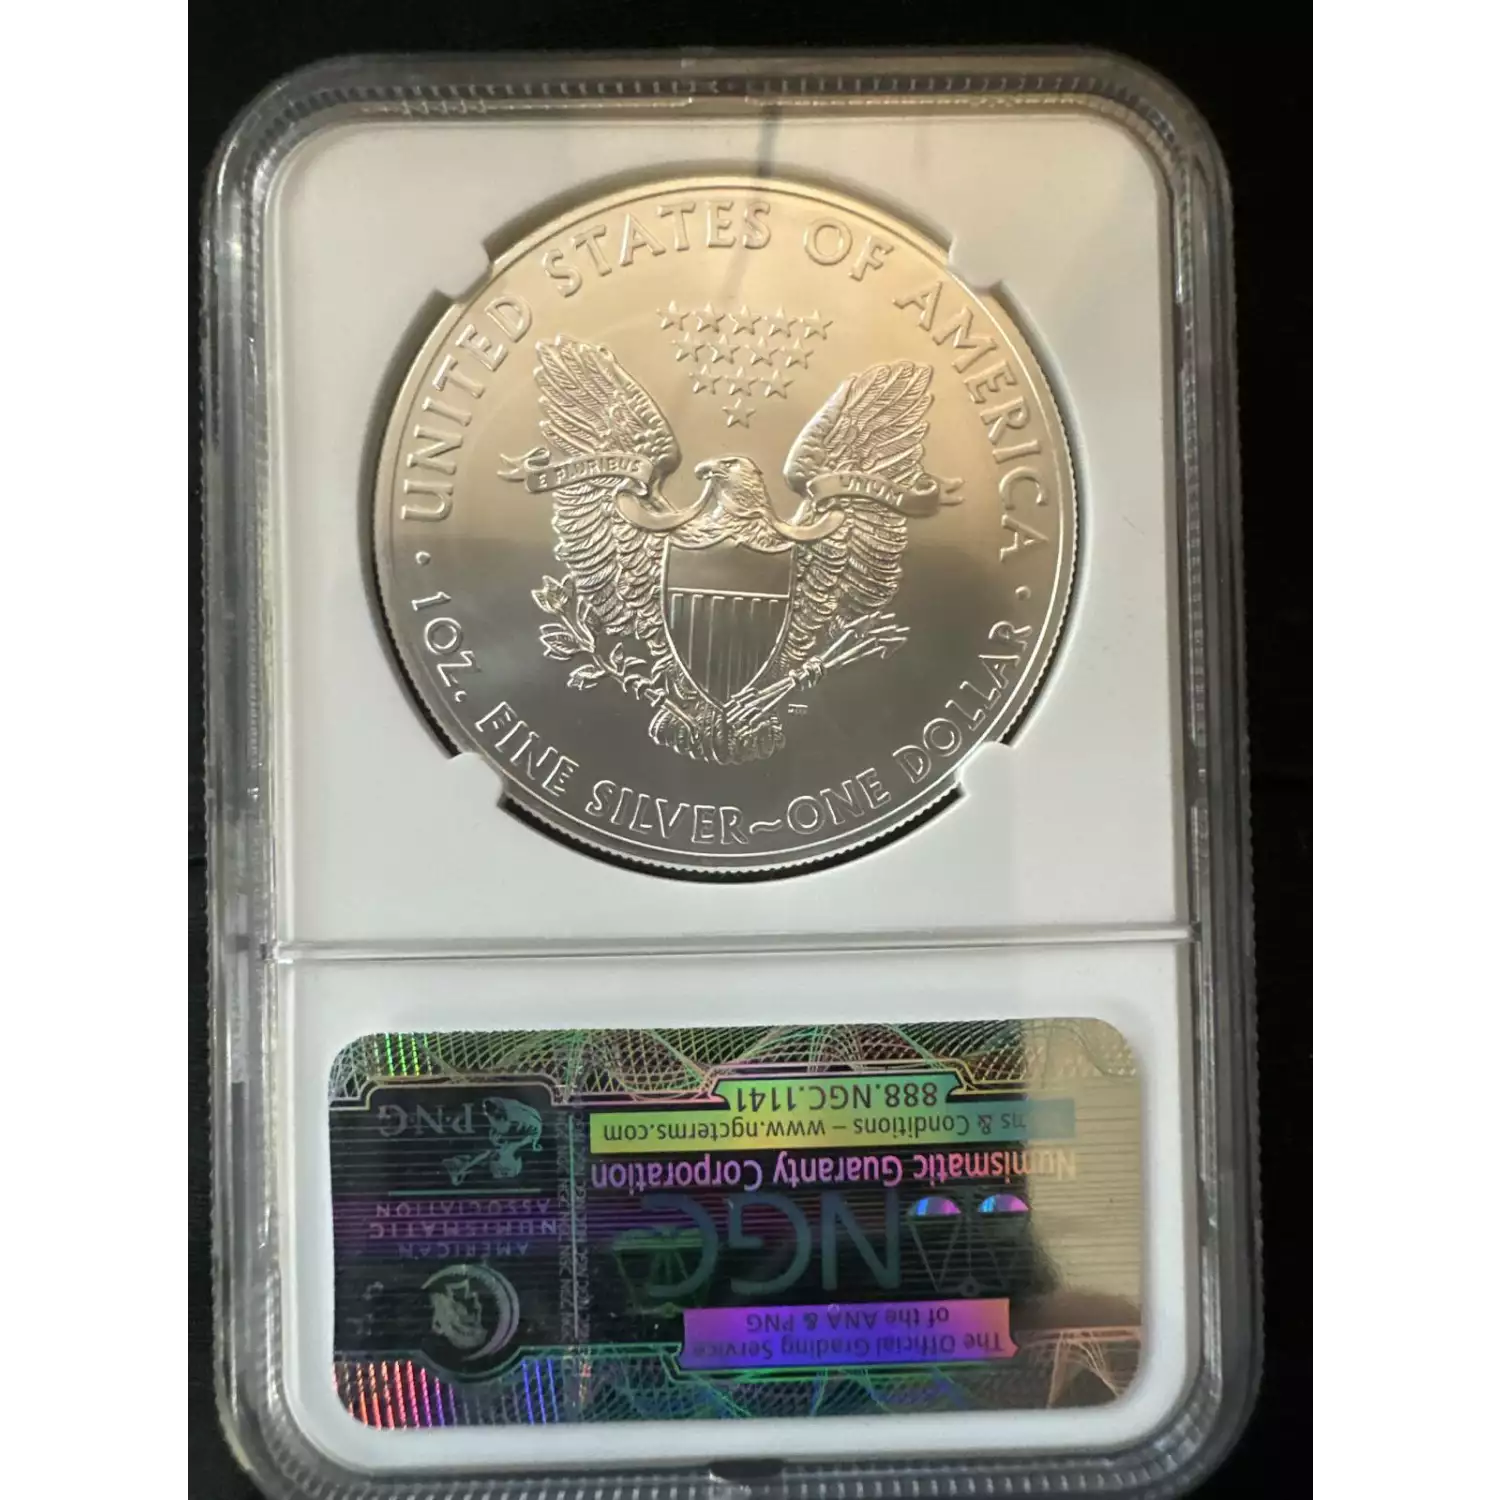 UNITED STATES OF AMERICA
E PLURIBUS
UNUM
· 1 OZ. FINE SILVER~ONE DOLLAR ·
The Official Grading Service
of the ANA & PNG
NGC
Numismatic Guaranty Corporation
& Conditions – www.ngcterms.com
888.NGC.1141
AMERICAN
NUMISMATIC
ASSOCIATION
PNG